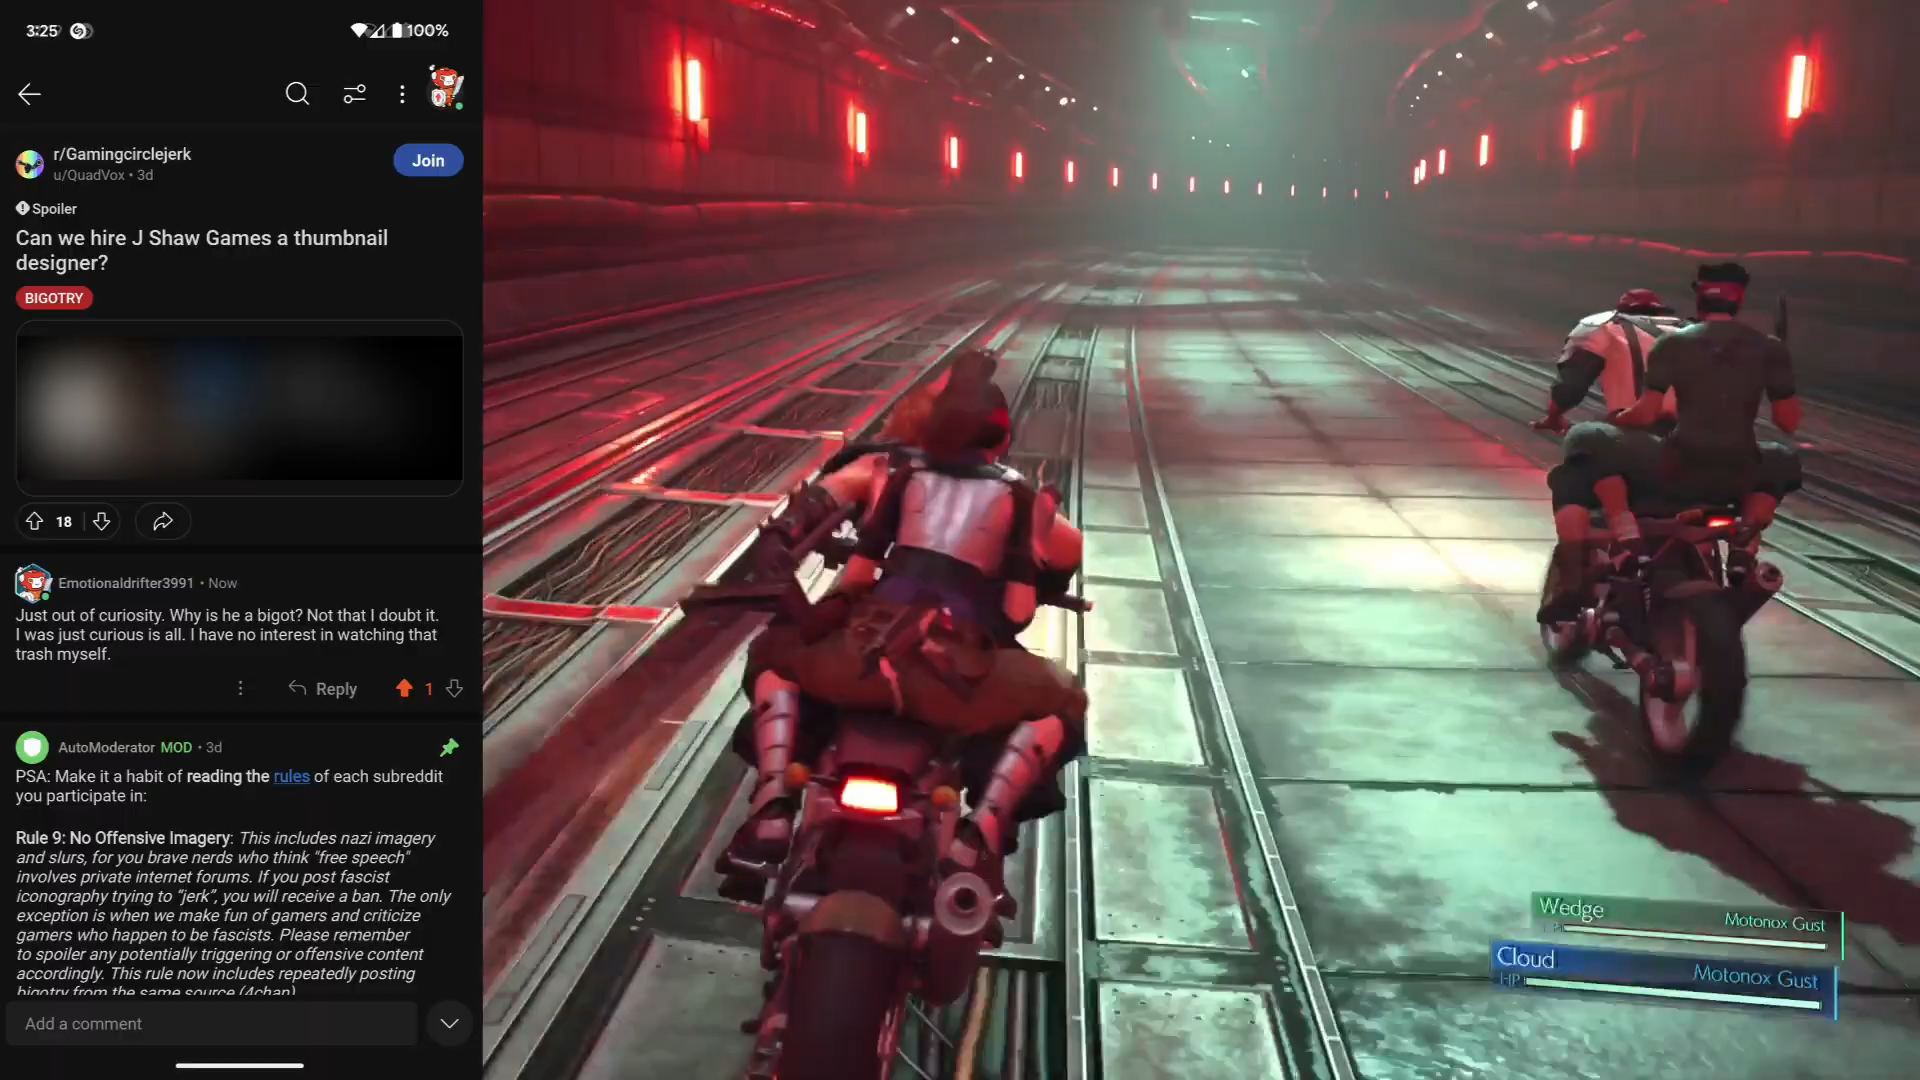 3:25
100%
r/Gamingcirclejerk
u/QuadVox • 3d
Join
Spoiler
Can we hire J Shaw Games a thumbnail
designer?
BIGOTRY
18
Emotionaldrifter3991 • Now
Just out of curiosity. Why is he a bigot? Not that I doubt it.
I was just curious is all. I have no interest in watching that
trash myself.
Reply
1
AutoModerator MOD • 3d
PSA: Make it a habit of reading the rules of each subreddit
you participate in:
Rule 9: No Offensive Imagery: This includes nazi imagery
and slurs, for you brave nerds who think "free speech"
involves private internet forums. If you post fascist
iconography trying to “jerk”, you will receive a ban. The only
exception is when we make fun of gamers and criticize
gamers who happen to be fascists. Please remember
to spoiler any potentially triggering or offensive content
accordingly. This rule now includes repeatedly posting
bigotry from the same source (4chan)
Add a comment
Wedge
Motonox Gust
Cloud
HP
Motonox Gust